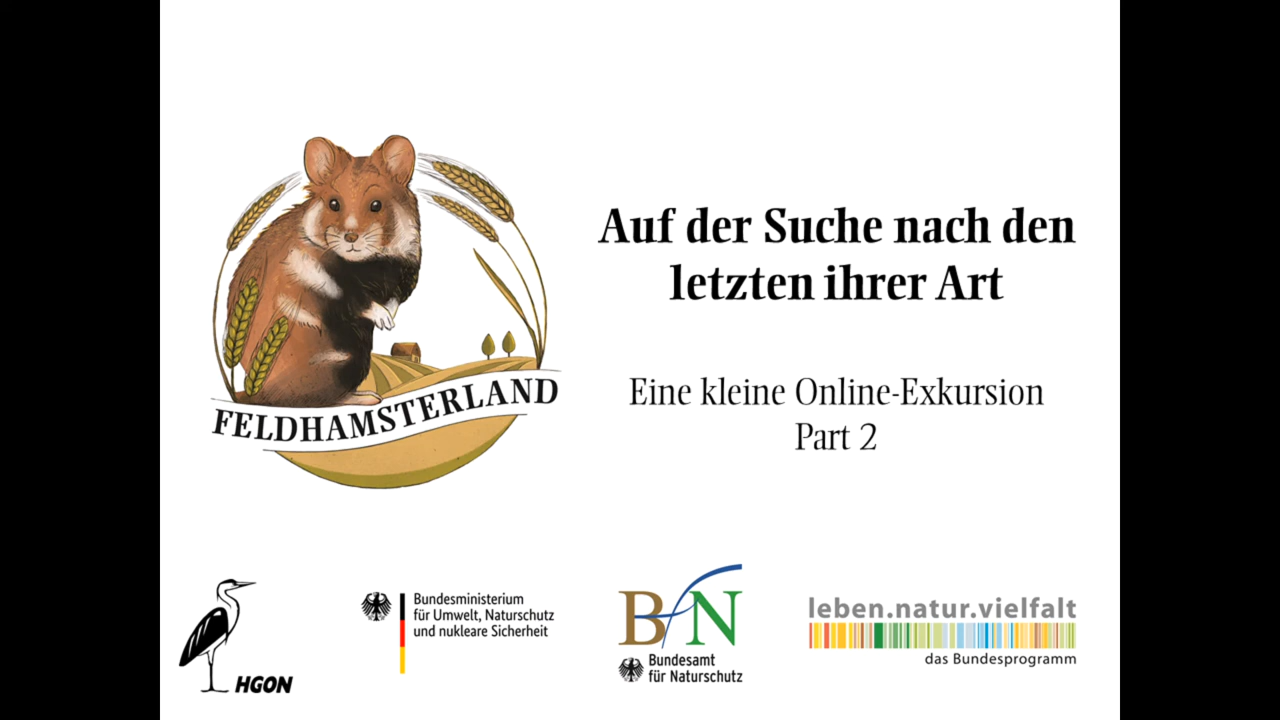 Auf der Suche nach den
letzten ihrer Art
Eine kleine Online-Exkursion
Part 2
FELDHAMSTERLAND
HGON
Bundesministerium
für Umwelt, Naturschutz
und nukleare Sicherheit
BfN
Bundesamt
für Naturschutz
leben.natur.vielfalt
das Bundesprogramm